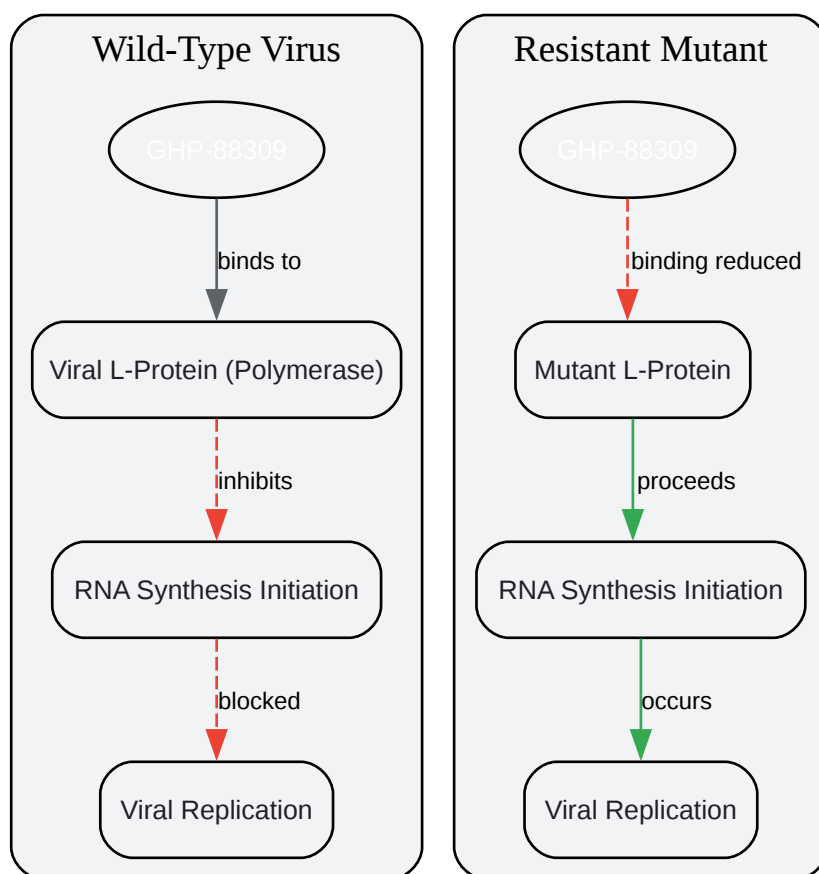 Wild-Type Virus
GHP-88309
binds to
Viral L-Protein (Polymerase)
inhibits
RNA Synthesis Initiation
blocked
Viral Replication
Resistant Mutant
GHP-88309
binding reduced
Mutant L-Protein
proceeds
RNA Synthesis Initiation
occurs
Viral Replication